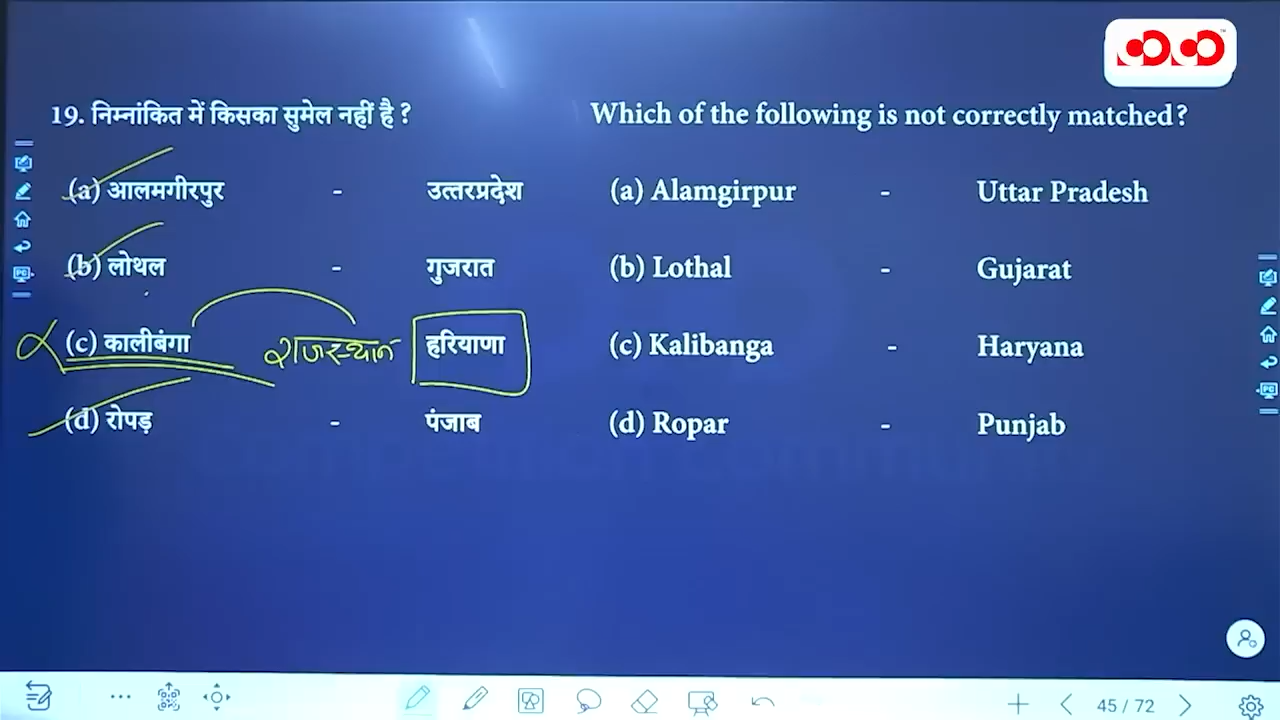 19. निम्नांकित में किसका सुमेल नहीं है ? Which of the following is not correctly matched?
(a) आलमगीरपुर - उत्तरप्रदेश (a) Alamgirpur - Uttar Pradesh
(b) लोथल - गुजरात (b) Lothal - Gujarat
(c) कालीबंगा राजस्थान हरियाणा (c) Kalibanga - Haryana
(d) रोपड़ - पंजाब (d) Ropar - Punjab
45 / 72